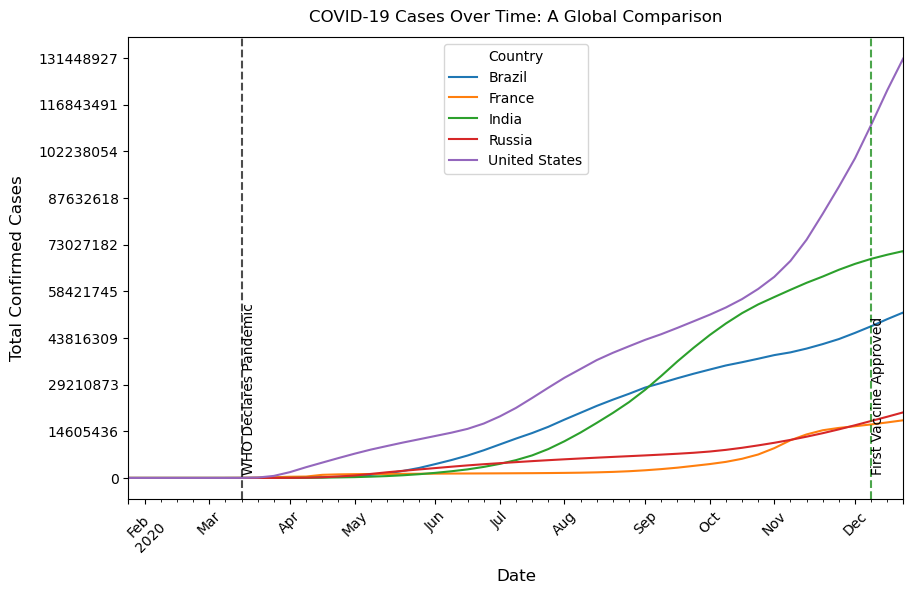 COVID-19 Cases Over Time: A Global Comparison
Total Confirmed Cases
131448927
116843491
102238054
87632618
73027182
58421745
43816309
29210873
14605436
0
Country
Brazil
France
India
Russia
United States
WHO Declares Pandemic
First Vaccine Approved
Feb
2020
Mar
Apr
May
Jun
Jul
Aug
Sep
Oct
Nov
Dec
Date